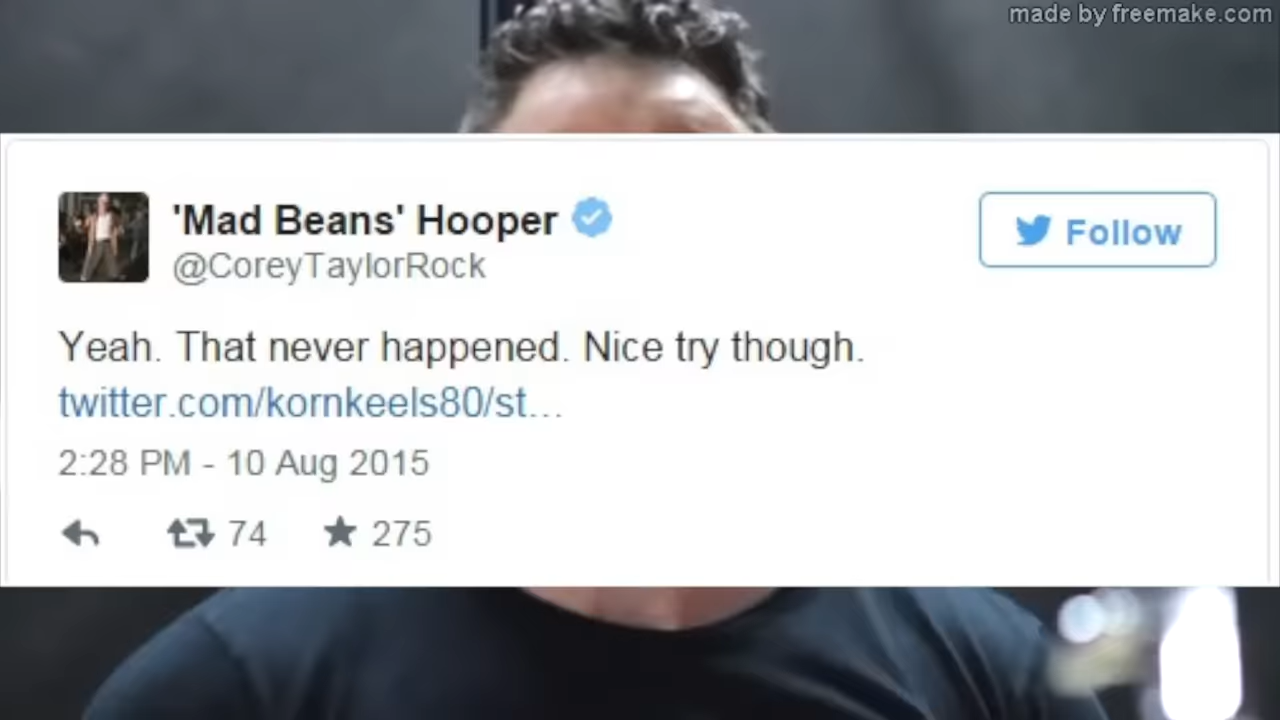 made by freemake.com
'Mad Beans' Hooper
@CoreyTaylorRock
Follow
Yeah. That never happened. Nice try though.
twitter.com/kornkeels80/st...
2:28 PM - 10 Aug 2015
74 275